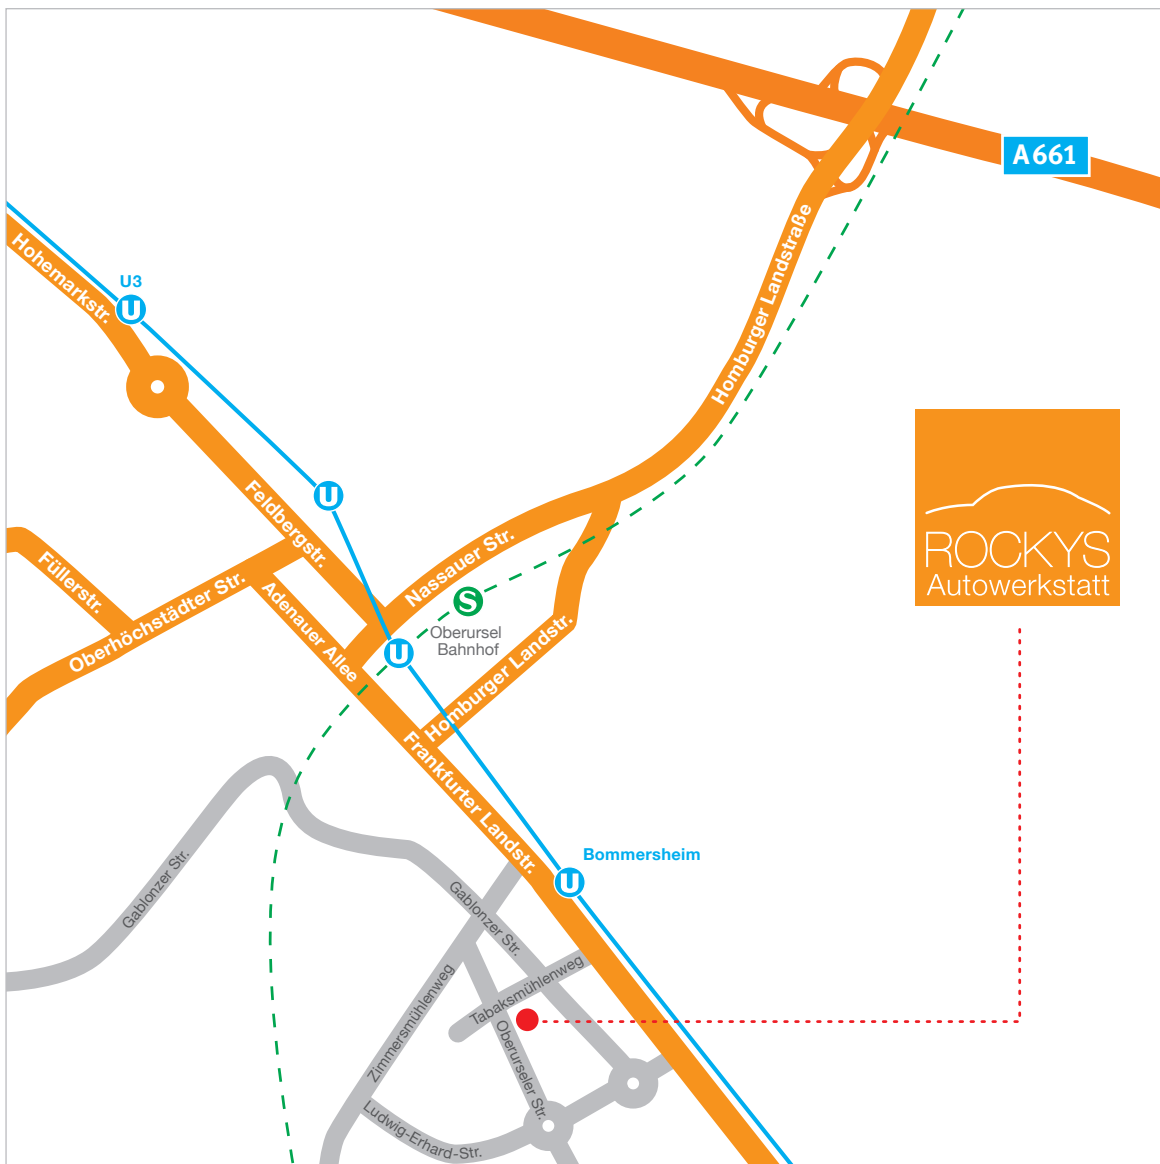 A661
Homburger Landstraße
Hohemarkstr.
U3
U
U
Feldbergstr.
Nassauer Str.
ROCKYS
Autowerkstatt
Füllerstr.
Oberhöchstädter Str.
Adenauer Allee
S
Oberursel
Bahnhof
U
Homburger Landstr.
Frankfurter Landstr.
Bommersheim
U
Gablonzer Str.
Gablonzer Str.
Tabaksmühlenweg
Zimmersmühlenweg
Oberurseler Str.
Ludwig-Erhard-Str.